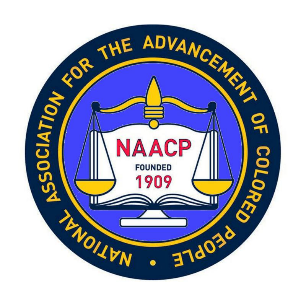 NATIONAL ASSOCIATION FOR THE ADVANCEMENT OF COLORED PEOPLE •
NAACP
FOUNDED
1909